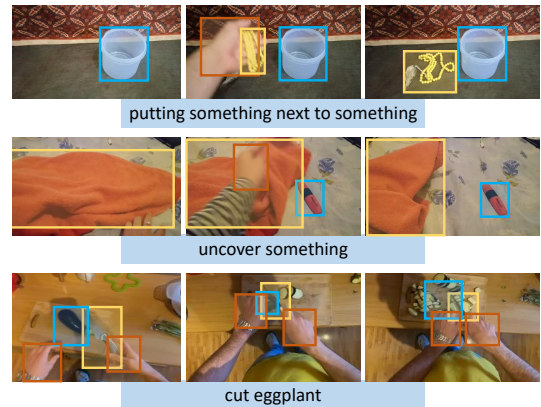 putting something next to something
uncover something
cut eggplant